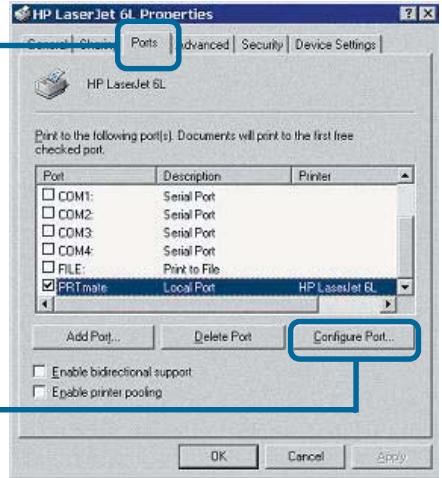 HP LaserJet 6L Properties
General Sharing Ports Advanced Security Device Settings
HP LaserJet 6L
Print to the following port(s). Documents will print to the first free
checked port.
Port Description Printer
COM1: Serial Port
COM2: Serial Port
COM3: Serial Port
COM4: Serial Port
FILE: Print to File
PRTmate Local Port HP LaserJet 6L
Add Port... Delete Port Configure Port...
Enable bidirectional support
Enable printer pooling
OK Cancel Apply